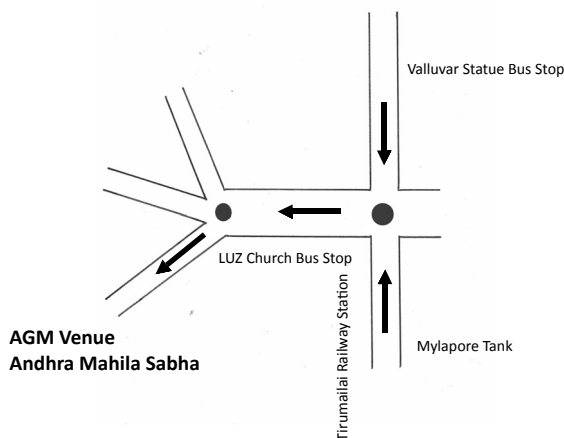 Valluvar Statue Bus Stop
LUZ Church Bus Stop
Tirumailai Railway Station
AGM Venue
Andhra Mahila Sabha
Mylapore Tank